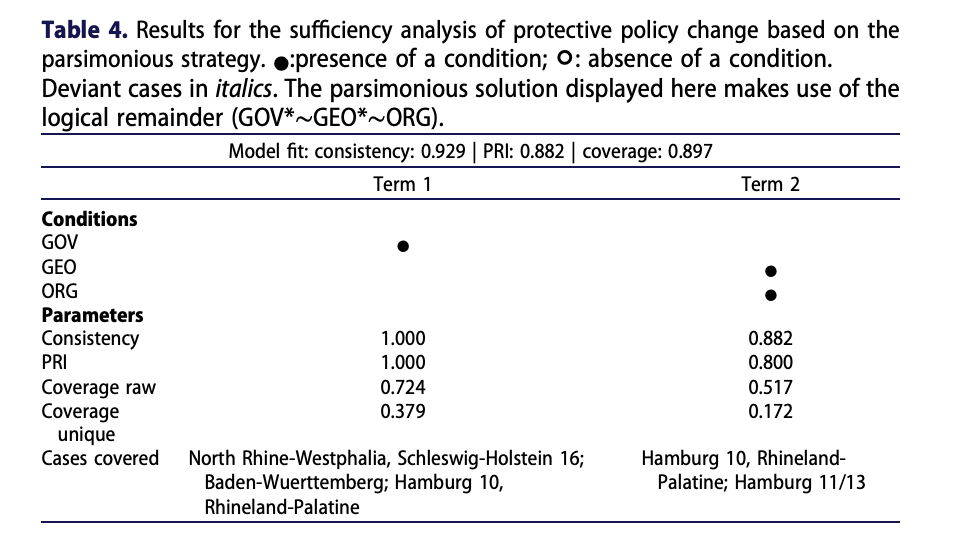 Table 4. Results for the sufficiency analysis of protective policy change based on the
parsimonious strategy. ●:presence of a condition; O: absence of a condition.
Deviant cases in italics. The parsimonious solution displayed here makes use of the
logical remainder (GOV*~GEO*~ORG).
Model fit: consistency: 0.929 | PRI: 0.882 | coverage: 0.897
Term 1 Term 2
Conditions
GOV ●
GEO ●
ORG ●
Parameters
Consistency 1.000 0.882
PRI 1.000 0.800
Coverage raw 0.724 0.517
Coverage 0.379 0.172
unique
Cases covered North Rhine-Westphalia, Schleswig-Holstein 16; Hamburg 10, Rhineland-
Baden-Wuerttemberg; Hamburg 10, Palatine; Hamburg 11/13
Rhineland-Palatine